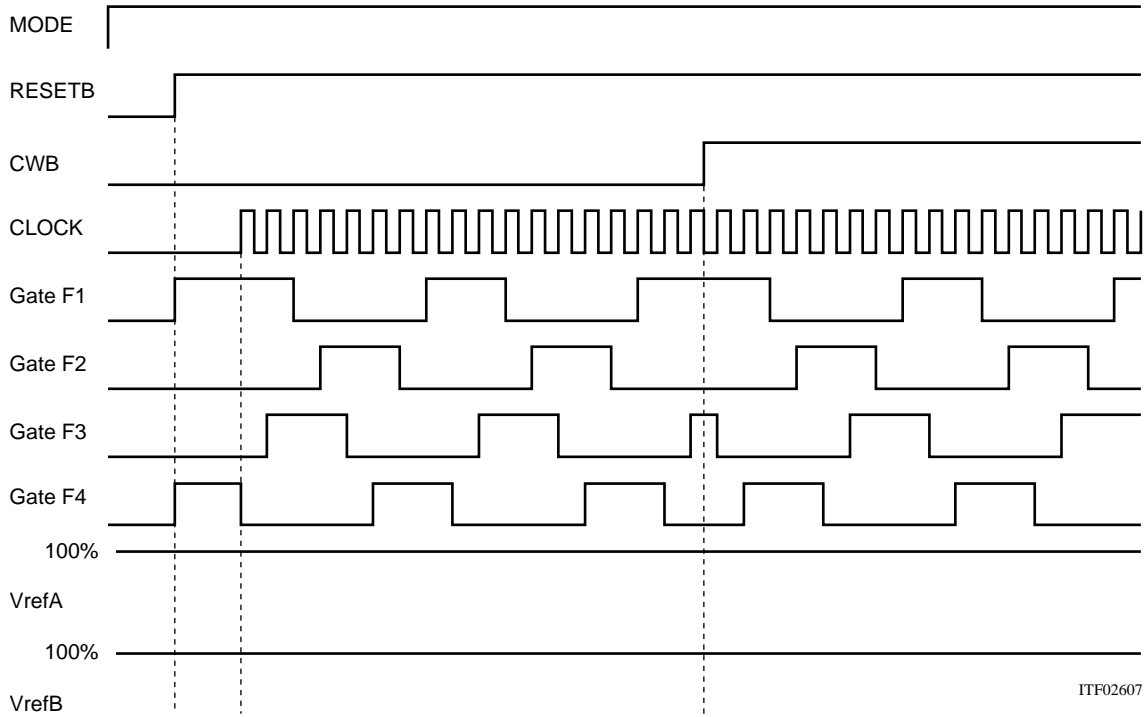 MODE
RESETB
CWB
CLOCK
Gate F1
Gate F2
Gate F3
Gate F4
100%
VrefA
100%
VrefB
ITF02607